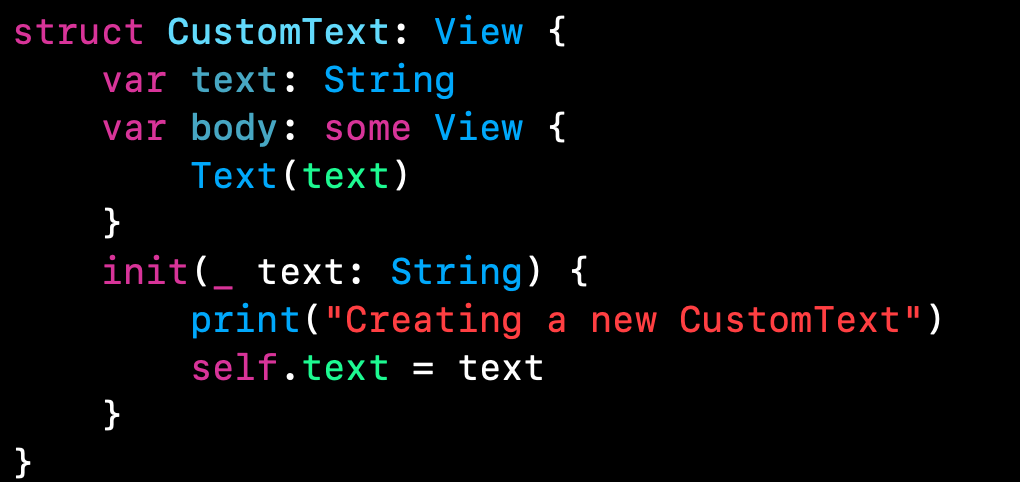 struct CustomText: View {
    var text: String
    var body: some View {
        Text(text)
    }
    init(_ text: String) {
        print("Creating a new CustomText")
        self.text = text
    }
}